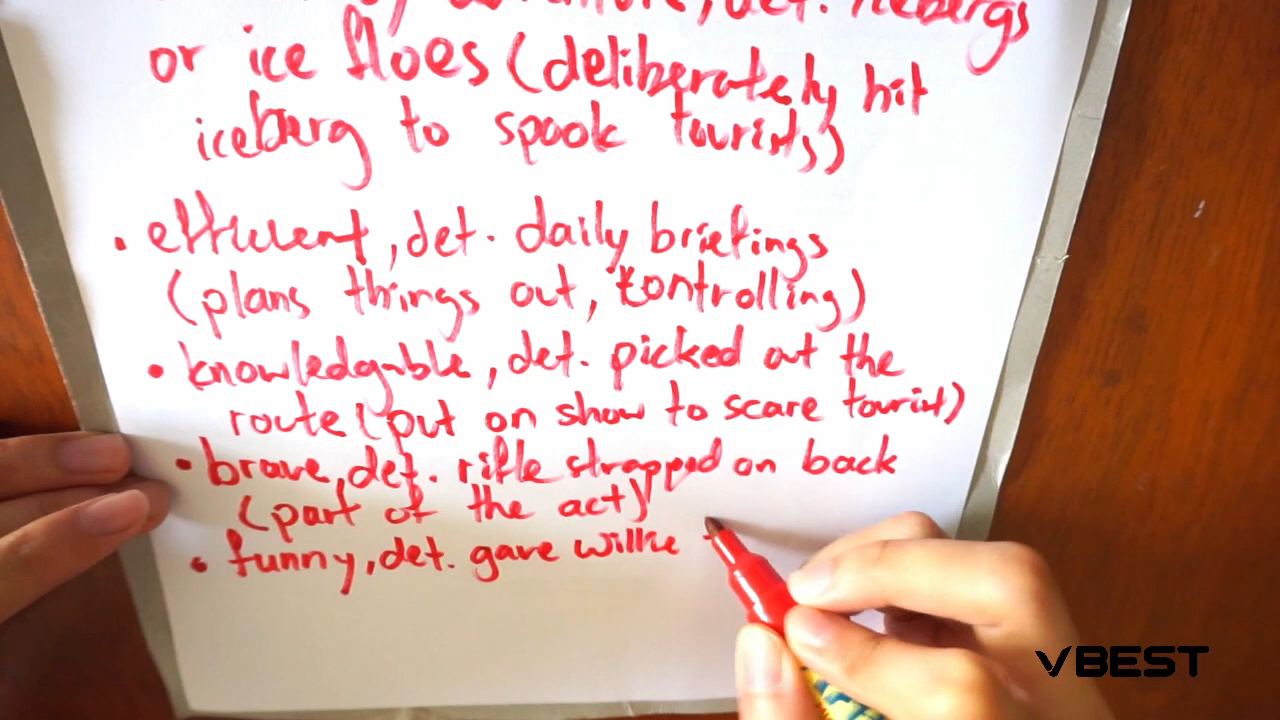 det. icebergs
or ice floes (deliberately hit
iceberg to spook tourists)
• efficient, det. daily briefings
(plans things out, controlling)
• knowledgable, det. picked out the
route (put on show to scare tourist)
• brave, det. rifle strapped on back
(part of the act)
• funny, det. gave willie
VBEST